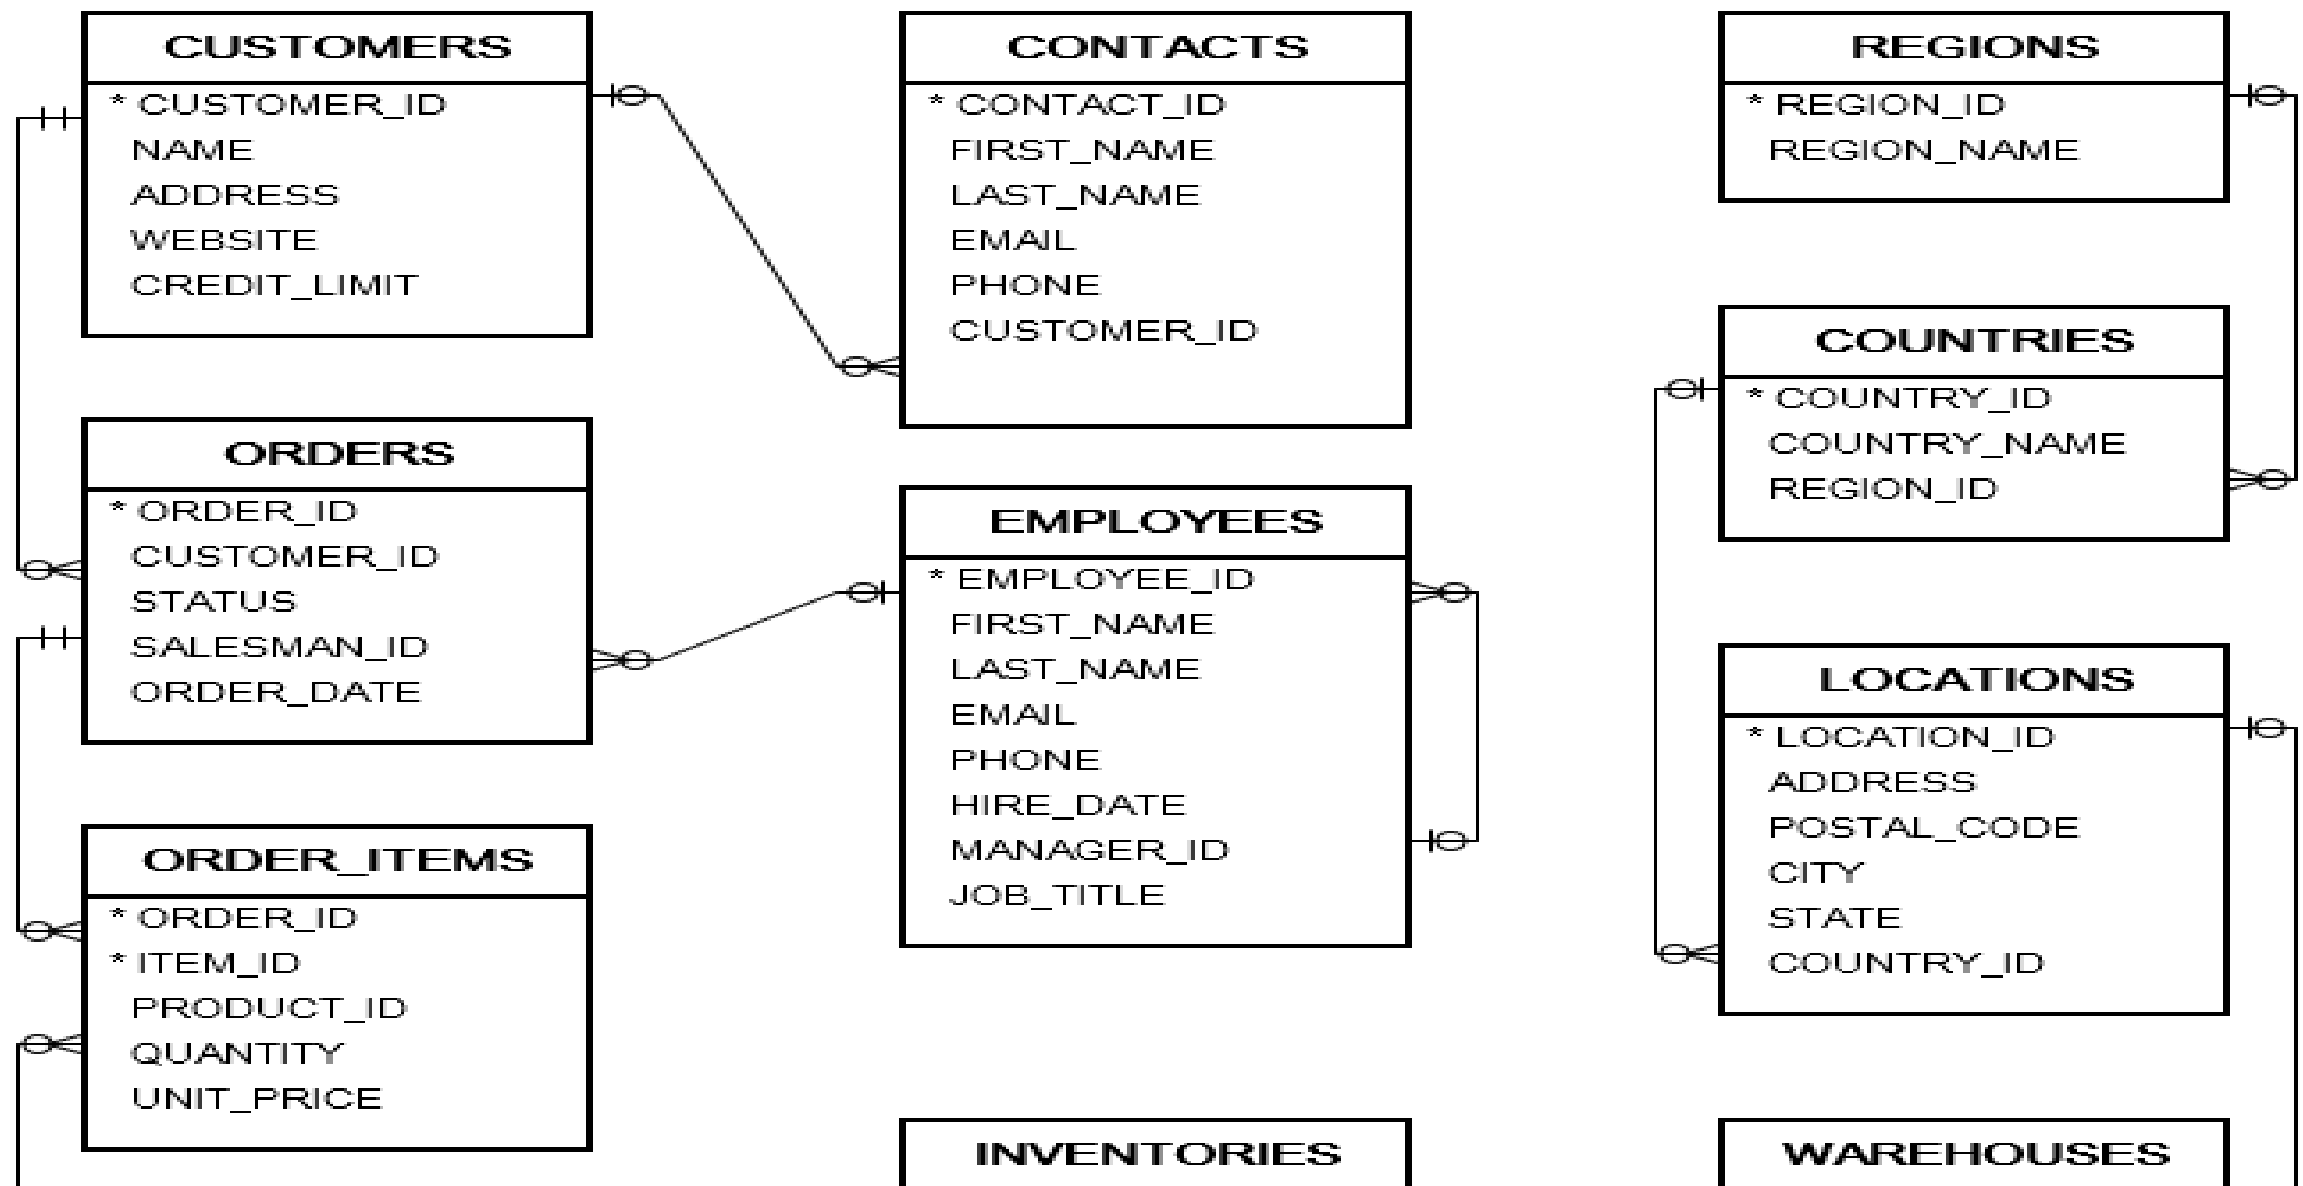 CUSTOMERS
* CUSTOMER_ID
NAME
ADDRESS
WEBSITE
CREDIT_LIMIT
ORDERS
* ORDER_ID
CUSTOMER_ID
STATUS
SALESMAN_ID
ORDER_DATE
ORDER_ITEMS
* ORDER_ID
* ITEM_ID
PRODUCT_ID
QUANTITY
UNIT_PRICE
CONTACTS
* CONTACT_ID
FIRST_NAME
LAST_NAME
EMAIL
PHONE
CUSTOMER_ID
EMPLOYEES
* EMPLOYEE_ID
FIRST_NAME
LAST_NAME
EMAIL
PHONE
HIRE_DATE
MANAGER_ID
JOB_TITLE
INVENTORIES
REGIONS
* REGION_ID
REGION_NAME
COUNTRIES
* COUNTRY_ID
COUNTRY_NAME
REGION_ID
LOCATIONS
* LOCATION_ID
ADDRESS
POSTAL_CODE
CITY
STATE
COUNTRY_ID
WAREHOUSES